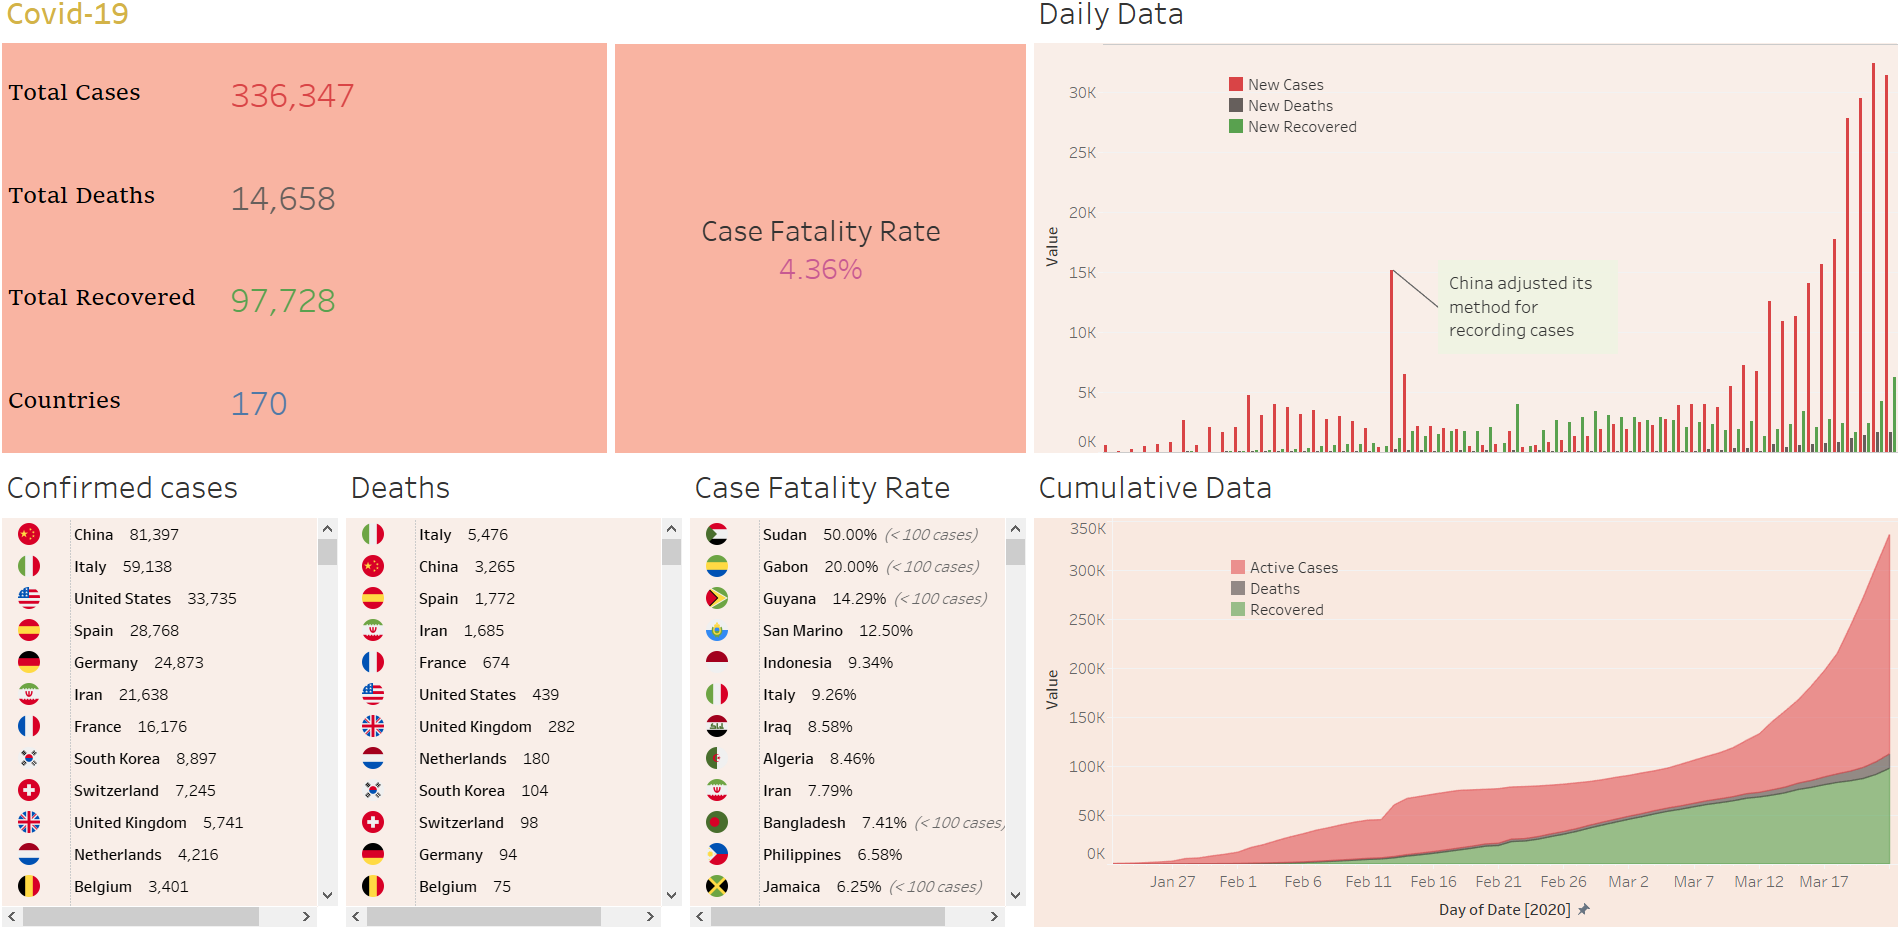 Covid-19
Total Cases 336,347
Total Deaths 14,658
Total Recovered 97,728
Countries 170
Case Fatality Rate
4.36%
Daily Data
New Cases
New Deaths
New Recovered
30K
25K
20K
15K
10K
5K
0K
Value
China adjusted its
method for
recording cases
Confirmed cases
China 81,397
Italy 59,138
United States 33,735
Spain 28,768
Germany 24,873
Iran 21,638
France 16,176
South Korea 8,897
Switzerland 7,245
United Kingdom 5,741
Netherlands 4,216
Belgium 3,401
Deaths
Italy 5,476
China 3,265
Spain 1,772
Iran 1,685
France 674
United States 439
United Kingdom 282
Netherlands 180
South Korea 104
Switzerland 98
Germany 94
Belgium 75
Case Fatality Rate
Sudan 50.00% (< 100 cases)
Gabon 20.00% (< 100 cases)
Guyana 14.29% (< 100 cases)
San Marino 12.50%
Indonesia 9.34%
Italy 9.26%
Iraq 8.58%
Algeria 8.46%
Iran 7.79%
Bangladesh 7.41% (< 100 cases)
Philippines 6.58%
Jamaica 6.25% (< 100 cases)
Cumulative Data
Active Cases
Deaths
Recovered
350K
300K
250K
200K
150K
100K
50K
0K
Value
Jan 27 Feb 1 Feb 6 Feb 11 Feb 16 Feb 21 Feb 26 Mar 2 Mar 7 Mar 12 Mar 17
Day of Date [2020]